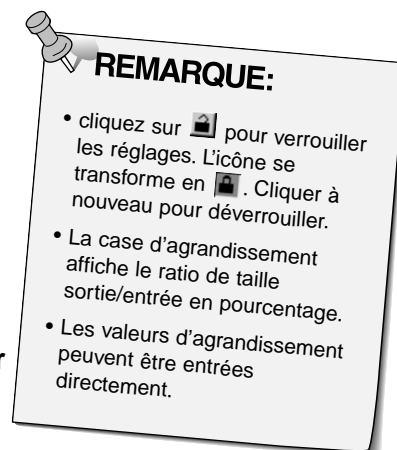 REMARQUE:
• cliquez sur pour verrouiller
les réglages. L'icône se
transforme en . Cliquer à
nouveau pour déverrouiller.
• La case d'agrandissement
affiche le ratio de taille
sortie/entrée en pourcentage.
• Les valeurs d'agrandissement
peuvent être entrées
directement.
r